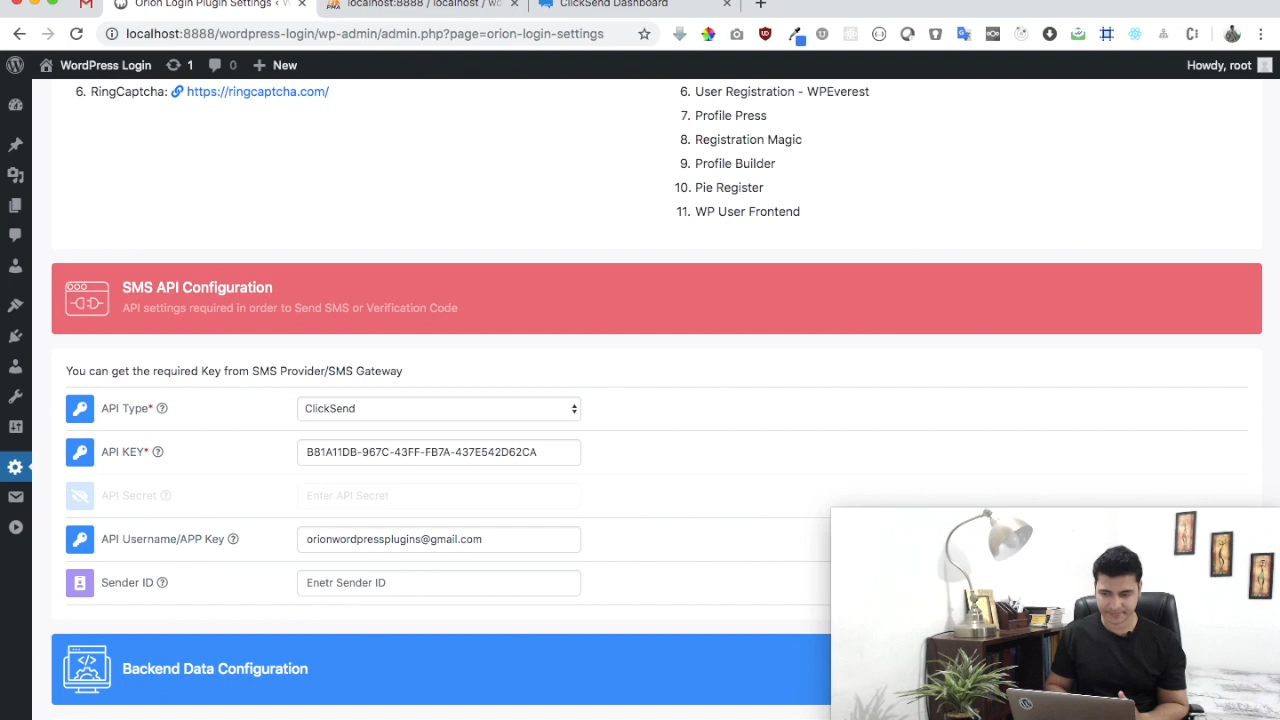 Orion Login Plugin Settings ‹
localhost:8888 / localhost / wo
ClickSend Dashboard
localhost:8888/wordpress-login/wp-admin/admin.php?page=orion-login-settings
WordPress Login
1
0
New
Howdy, root
6. RingCaptcha: https://ringcaptcha.com/
6. User Registration - WPEverest
7. Profile Press
8. Registration Magic
9. Profile Builder
10. Pie Register
11. WP User Frontend
SMS API Configuration
API settings required in order to Send SMS or Verification Code
You can get the required Key from SMS Provider/SMS Gateway
API Type*
ClickSend
API KEY*
B81A11DB-967C-43FF-FB7A-437E542D62CA
API Secret
Enter API Secret
API Username/APP Key
orionwordpressplugins@gmail.com
Sender ID
Enetr Sender ID
Backend Data Configuration